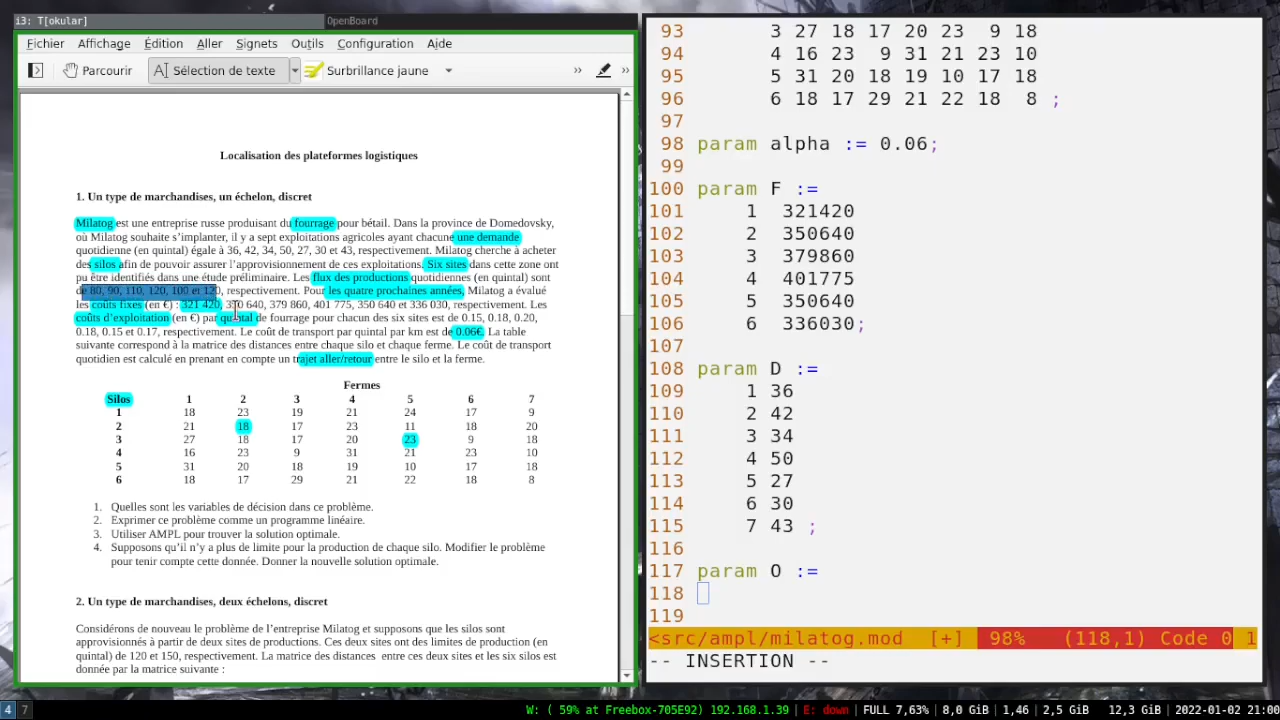 i3: T[okular]
OpenBoard
Fichier Affichage Édition Aller Signets Outils Configuration Aide
Parcourir Sélection de texte Surbrillance jaune
Localisation des plateformes logistiques
1. Un type de marchandises, un échelon, discret
Milatog est une entreprise russe produisant du fourrage pour bétail. Dans la province de Domedovsky,
où Milatog souhaite s'implanter, il y a sept exploitations agricoles ayant chacune une demande
quotidienne (en quintal) égale à 36, 42, 34, 50, 27, 30 et 43, respectivement. Milatog cherche à acheter
des silos afin de pouvoir assurer l'approvisionnement de ces exploitations. Six sites dans cette zone ont
pu être identifiés dans une étude préliminaire. Les flux des productions quotidiennes (en quintal) sont
de 80, 90, 110, 120, 100 et 120, respectivement. Pour les quatre prochaines années, Milatog a évalué
les coûts fixes (en €) : 321 420, 350 640, 379 860, 401 775, 350 640 et 336 030, respectivement. Les
coûts d'exploitation (en €) par quintal de fourrage pour chacun des six sites est de 0.15, 0.18, 0.20,
0.18, 0.15 et 0.17, respectivement. Le coût de transport par quintal par km est de 0.06€. La table
suivante correspond à la matrice des distances entre chaque silo et chaque ferme. Le coût de transport
quotidien est calculé en prenant en compte un trajet aller/retour entre le silo et la ferme.
Fermes
Silos 1 2 3 4 5 6 7
1 18 23 19 21 24 17 9
2 21 18 17 23 11 18 20
3 27 18 17 20 23 9 18
4 16 23 9 31 21 23 10
5 31 20 18 19 10 17 18
6 18 17 29 21 22 18 8
1. Quelles sont les variables de décision dans ce problème.
2. Exprimer ce problème comme un programme linéaire.
3. Utiliser AMPL pour trouver la solution optimale.
4. Supposons qu'il n'y a plus de limite pour la production de chaque silo. Modifier le problème
pour tenir compte cette donnée. Donner la nouvelle solution optimale.
2. Un type de marchandises, deux échelons, discret
Considérons de nouveau le problème de l'entreprise Milatog et supposons que les silos sont
approvisionnés à partir de deux sites de productions. Ces deux sites ont des limites de production (en
quintal) de 120 et 150, respectivement. La matrice des distances entre ces deux sites et les six silos est
donnée par la matrice suivante :
93 3 27 18 17 20 23 9 18
94 4 16 23 9 31 21 23 10
95 5 31 20 18 19 10 17 18
96 6 18 17 29 21 22 18 8 ;
97
98 param alpha := 0.06;
99
100 param F :=
101 1 321420
102 2 350640
103 3 379860
104 4 401775
105 5 350640
106 6 336030;
107
108 param D :=
109 1 36
110 2 42
111 3 34
112 4 50
113 5 27
114 6 30
115 7 43 ;
116
117 param O :=
118
119
<src/ampl/milatog.mod [+] 98% (118,1) Code 0 1
-- INSERTION --
4 7 W: ( 59% at Freebox-705E92) 192.168.1.39 | E: down | FULL 7,63% | 8,0 GiB | 1,46 | 2,5 GiB | 12,3 GiB | 2022-01-02 21:00